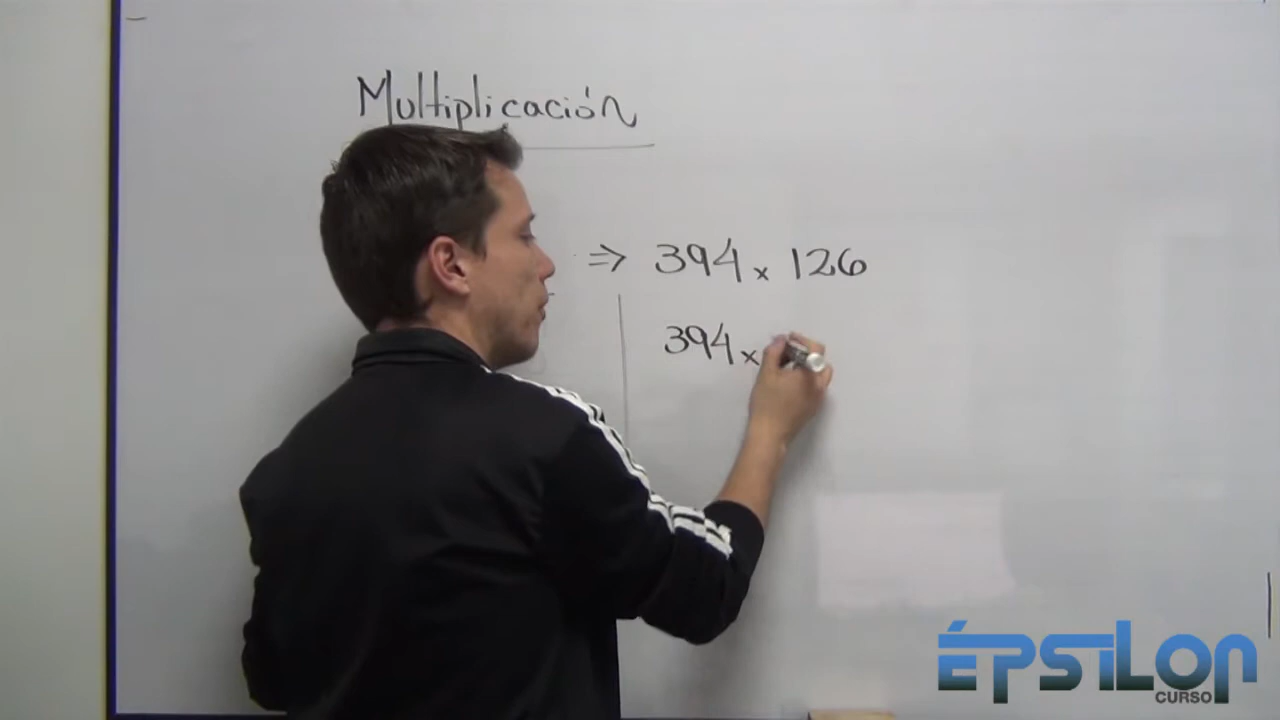 Multiplicación
⇒ 394 x 126
394 x
ÉPSILON
CURSO